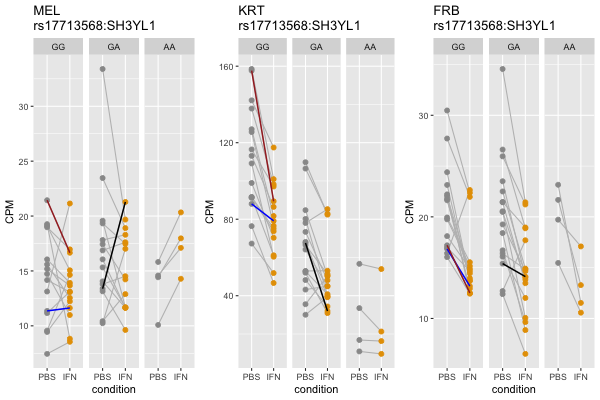 MEL
rs17713568:SH3YL1
GG GA AA
CPM
30
25
20
15
10
PBS IFN PBS IFN PBS IFN
condition
KRT
rs17713568:SH3YL1
GG GA AA
CPM
160
120
80
40
PBS IFN PBS IFN PBS IFN
condition
FRB
rs17713568:SH3YL1
GG GA AA
CPM
30
20
10
PBS IFN PBS IFN PBS IFN
condition